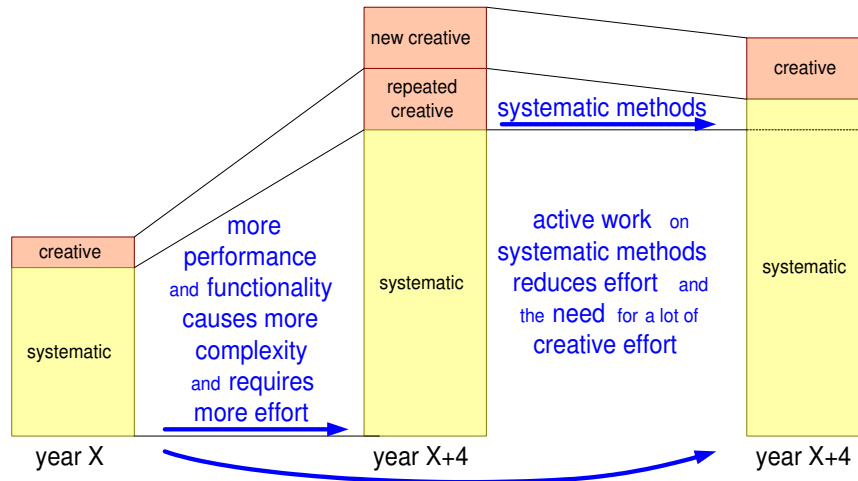 new creative
repeated
creative
creative
systematic methods
creative
more
performance
and functionality
causes more
complexity
and requires
more effort
active work on
systematic methods
reduces effort and
the need for a lot of
creative effort
systematic
systematic
systematic
year X
year X+4
year X+4